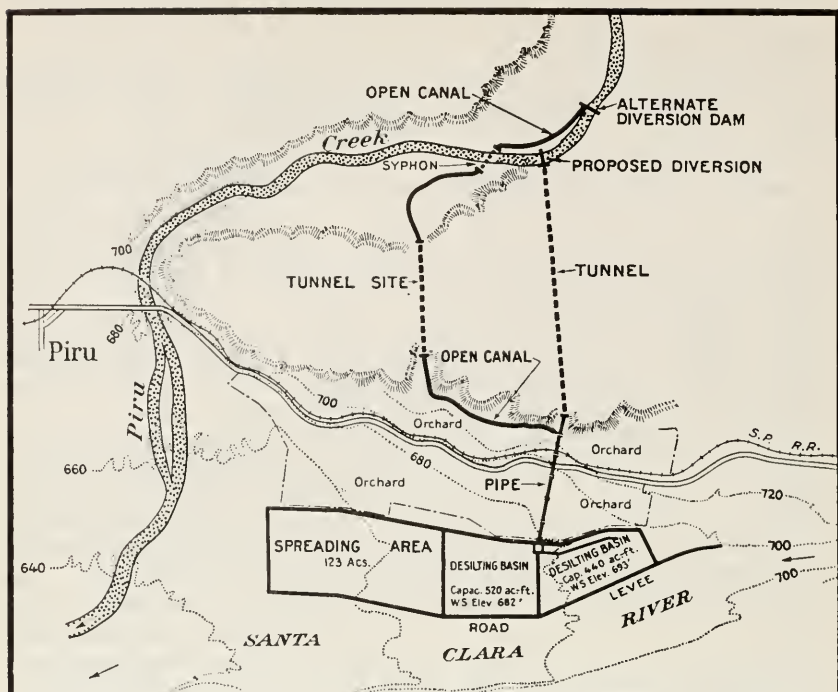 OPEN CANAL
ALTERNATE
DIVERSION DAM
Creek
SYPHON
PROPOSED DIVERSION
700
TUNNEL SITE
TUNNEL
680
Piru
Piru
OPEN CANAL
700
Orchard
S.P. R.R.
680
Orchard
660
Orchard
PIPE
Orchard
720
SPREADING AREA
123 Acs.
DESILTING BASIN
Capac. 520 ac-ft.
WS Elev 682'
DESILTING BASIN
Cap. 440 ac-ft.
WS Elev. 693'
700
640
LEVEE
700
ROAD
SANTA CLARA RIVER